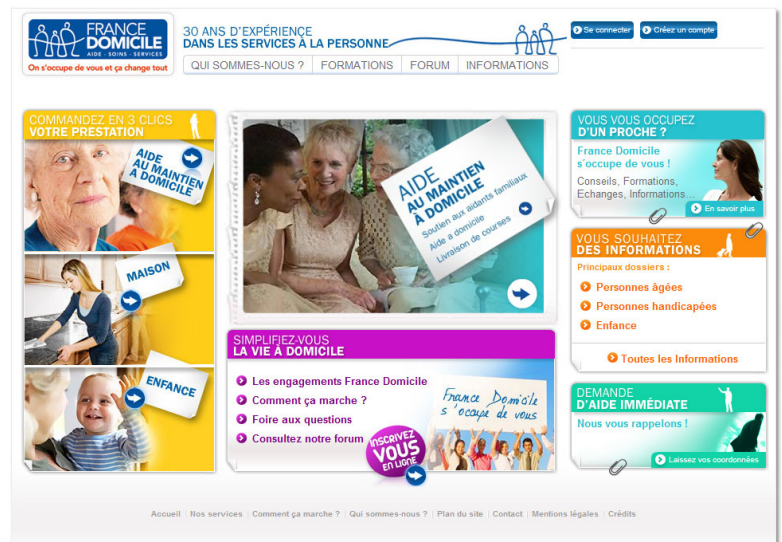 FRANCE
DOMICILE
AIDE - SOINS - SERVICES
On s'occupe de vous et ça change tout
30 ANS D'EXPÉRIENCE
DANS LES SERVICES À LA PERSONNE
Se connecter
Créez un compte
QUI SOMMES-NOUS ?
FORMATIONS
FORUM
INFORMATIONS
COMMANDEZ EN 3 CLICS
VOTRE PRESTATION
AIDE
AU MAINTIEN
À DOMICILE
MAISON
ENFANCE
AIDE
AU MAINTIEN
À DOMICILE
Soutien aux aidants familiaux
Aide a domicile
Livraison de courses
SIMPLIFIEZ-VOUS
LA VIE À DOMICILE
Les engagements France Domicile
Comment ça marche ?
Foire aux questions
Consultez notre forum
INSCRIVEZ
VOUS
EN LIGNE
France Domicile
s'occupe de vous
VOUS VOUS OCCUPEZ
D'UN PROCHE ?
France Domicile
s'occupe de vous !
Conseils, Formations,
Echanges, Informations...
En savoir plus
VOUS SOUHAITEZ
DES INFORMATIONS
Principaux dossiers :
Personnes âgées
Personnes handicapées
Enfance
Toutes les Informations
DEMANDE
D'AIDE IMMÉDIATE
Nous vous rappelons !
Laissez vos coordonnées
Accueil | Nos services | Comment ça marche ? | Qui sommes-nous ? | Plan du site | Contact | Mentions légales | Crédits